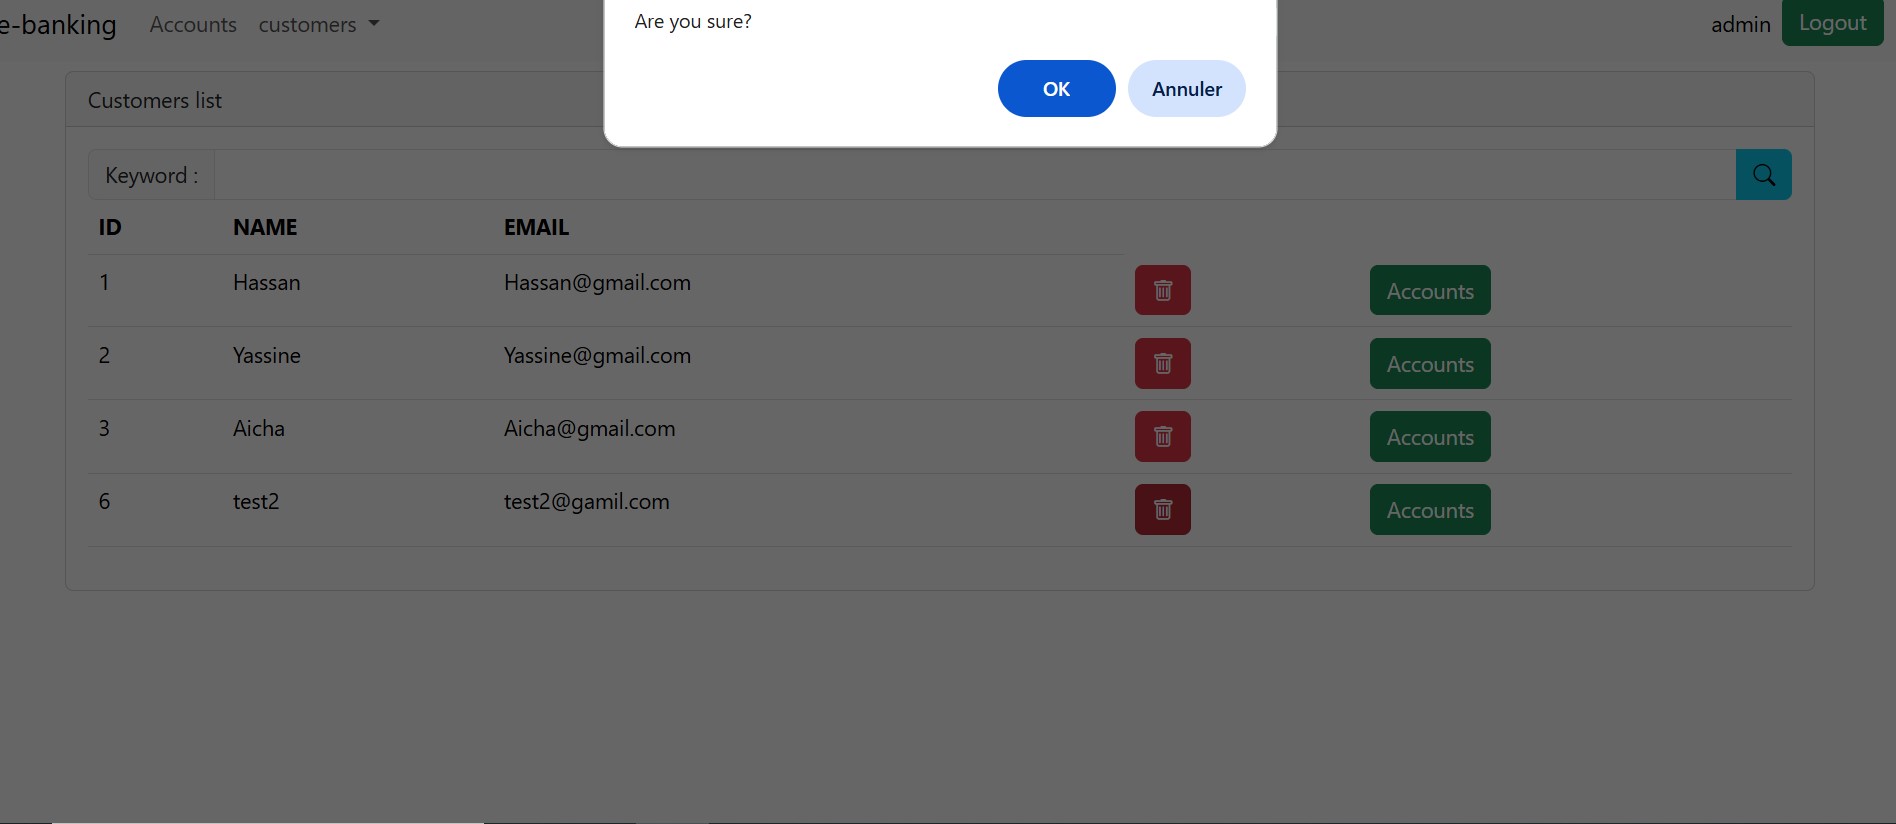 e-banking Accounts customers Are you sure? admin Logout
OK Annuler
Customers list
Keyword :
ID NAME EMAIL
1 Hassan Hassan@gmail.com Accounts
2 Yassine Yassine@gmail.com Accounts
3 Aicha Aicha@gmail.com Accounts
6 test2 test2@gamil.com Accounts